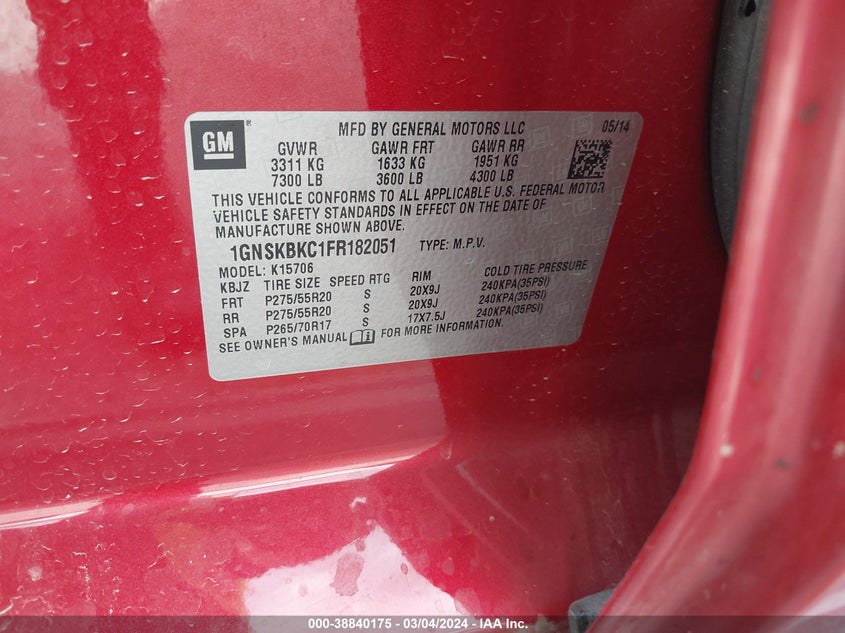 GM
MFD BY GENERAL MOTORS LLC 05/14
GVWR GAWR FRT GAWR RR
3311 KG 1633 KG 1951 KG
7300 LB 3600 LB 4300 LB
THIS VEHICLE CONFORMS TO ALL APPLICABLE U.S. FEDERAL MOTOR
VEHICLE SAFETY STANDARDS IN EFFECT ON THE DATE OF
MANUFACTURE SHOWN ABOVE.
1GNSKBKC1FR182051 TYPE: M.P.V.
MODEL: K15706
KBJZ TIRE SIZE SPEED RTG RIM COLD TIRE PRESSURE
FRT P275/55R20 S 20X9J 240KPA(35PSI)
RR P275/55R20 S 20X9J 240KPA(35PSI)
SPA P265/70R17 S 17X7.5J 240KPA(35PSI)
SEE OWNER'S MANUAL FOR MORE INFORMATION.
000-38840175 - 03/04/2024 - IAA Inc.